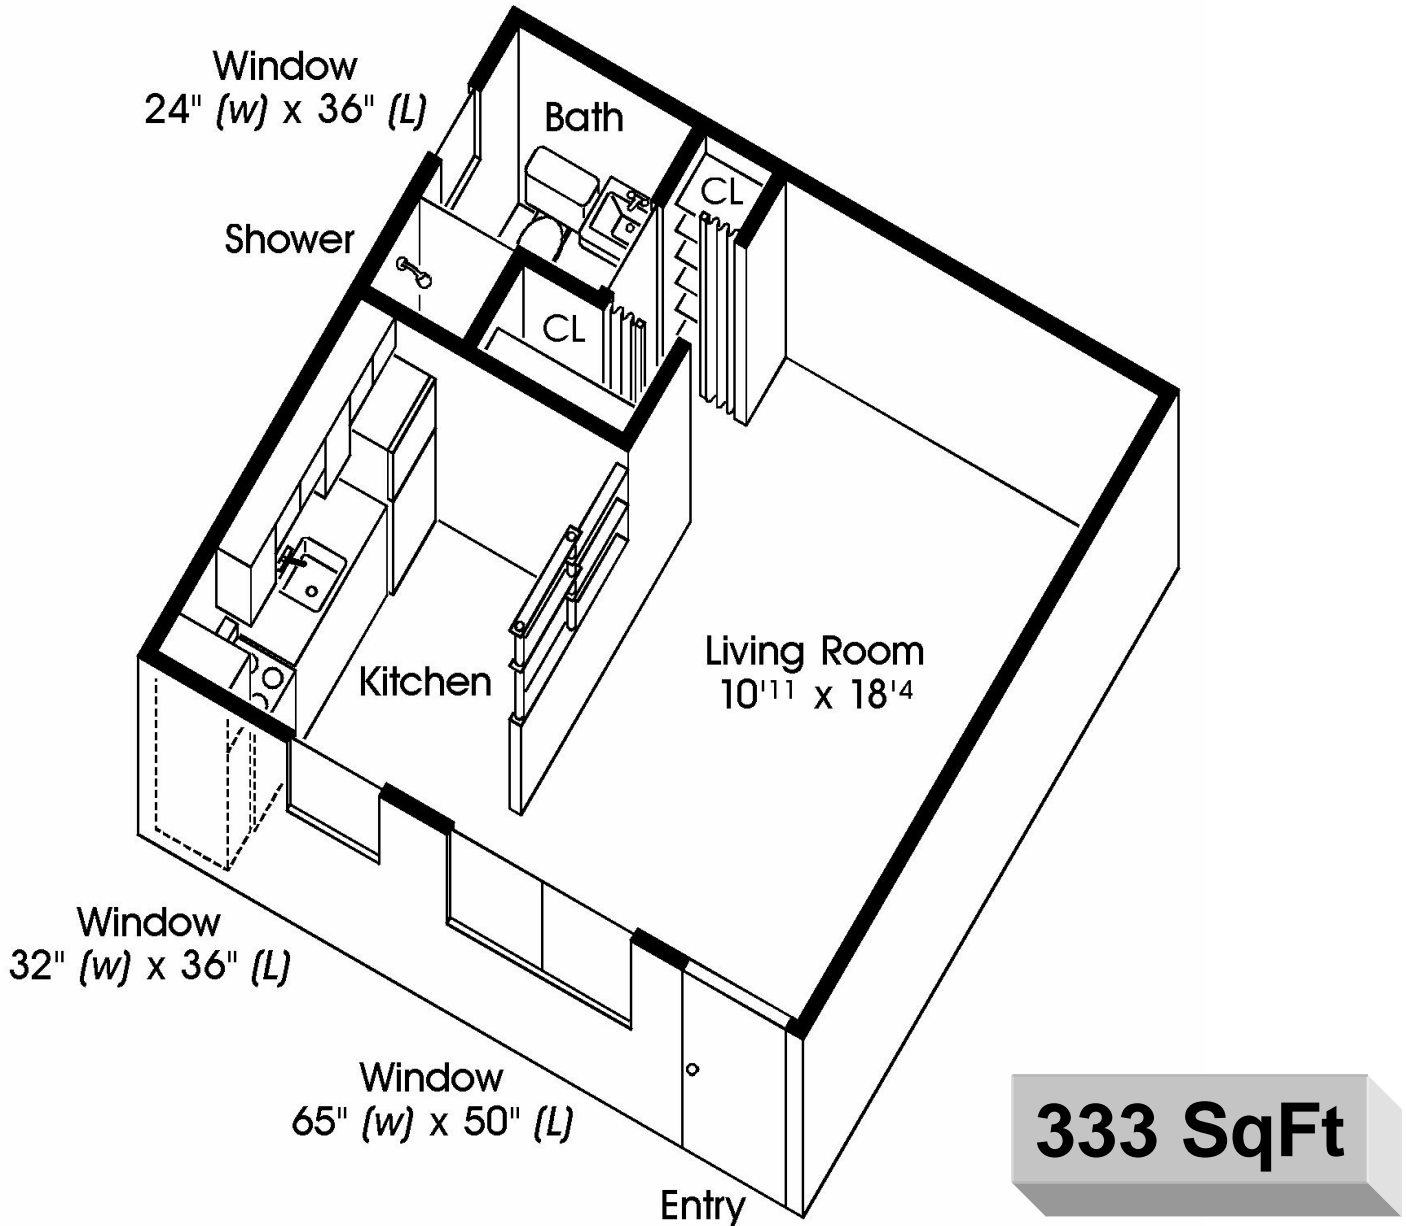 Window
24" (w) x 36" (L)
Bath
CL
Shower
CL
Living Room
10'11 x 18'4
Kitchen
Window
32" (w) x 36" (L)
Window
65" (w) x 50" (L)
333 SqFt
Entry